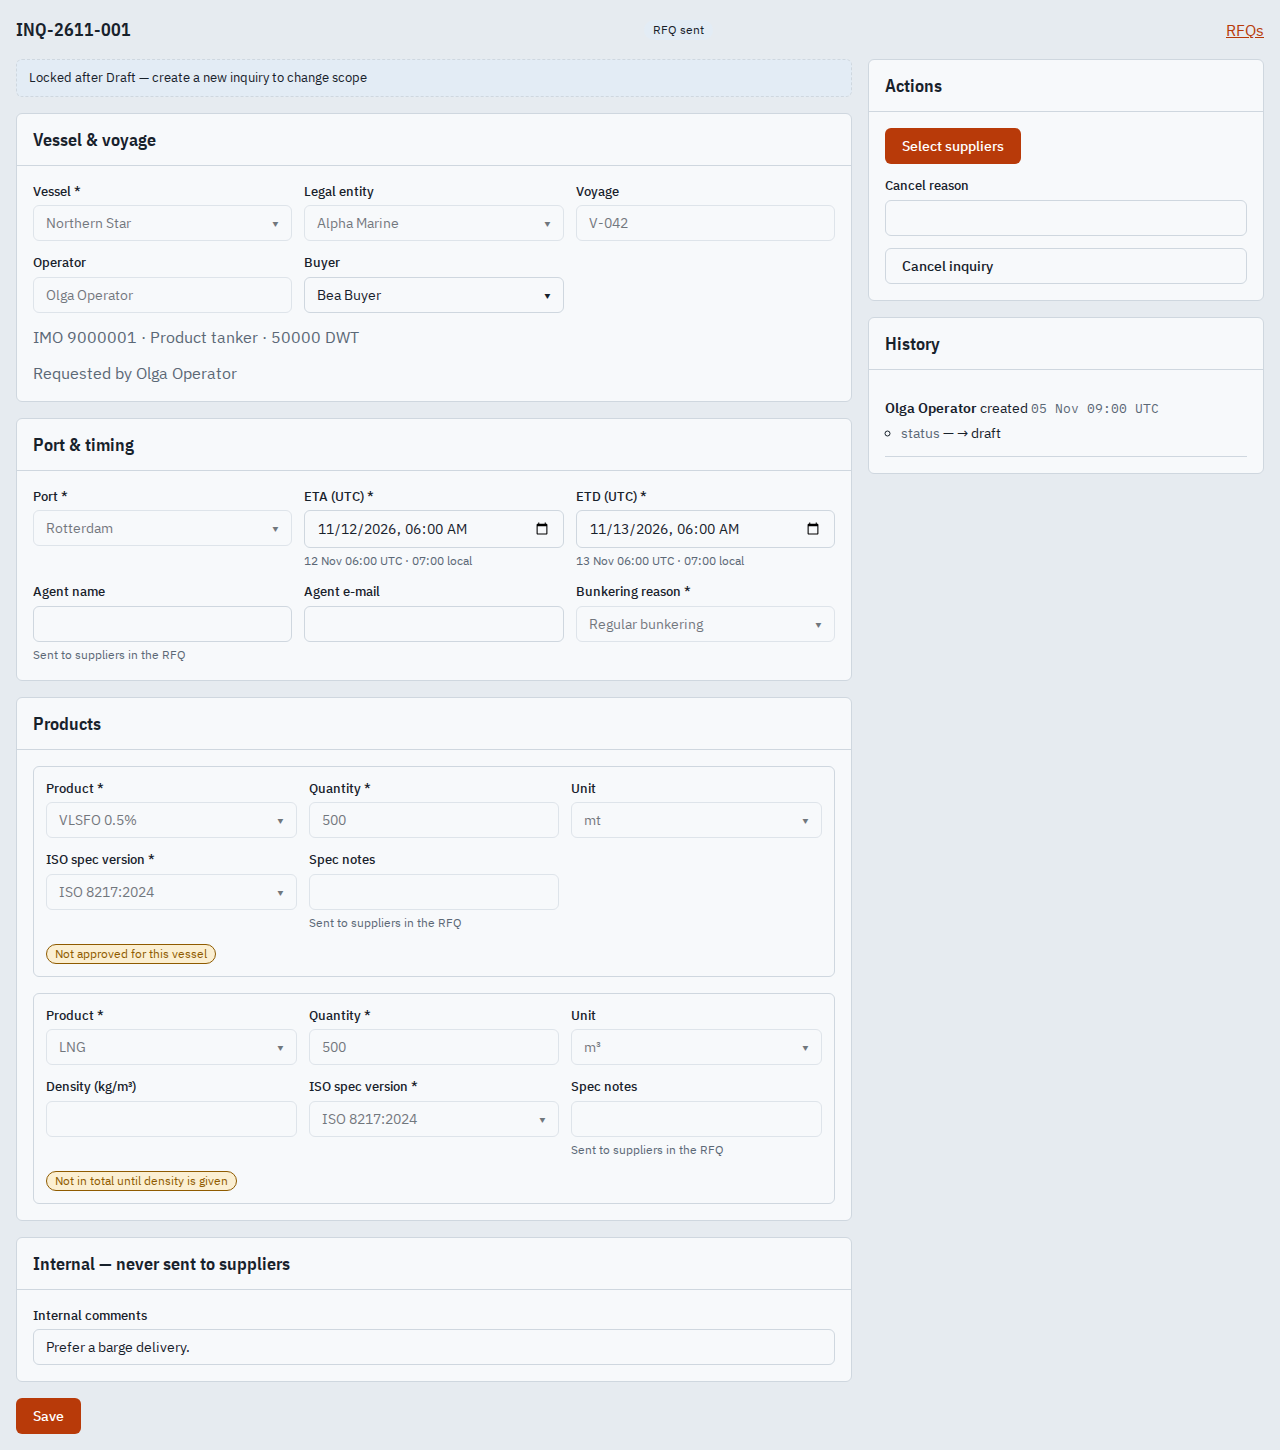 INQ-2611-001
RFQ sent
RFQs
Locked after Draft — create a new inquiry to change scope
Vessel & voyage
Vessel *
Legal entity
Voyage
Northern Star
Alpha Marine
V-042
Operator
Buyer
Olga Operator
Bea Buyer
IMO 9000001 · Product tanker · 50000 DWT
Requested by Olga Operator
Port & timing
Port *
ETA (UTC) *
ETD (UTC) *
Rotterdam
11/12/2026, 06:00 AM
11/13/2026, 06:00 AM
12 Nov 06:00 UTC · 07:00 local
13 Nov 06:00 UTC · 07:00 local
Agent name
Agent e-mail
Bunkering reason *
Regular bunkering
Sent to suppliers in the RFQ
Products
Product *
Quantity *
Unit
VLSFO 0.5%
500
mt
ISO spec version *
Spec notes
ISO 8217:2024
Sent to suppliers in the RFQ
Not approved for this vessel
Product *
Quantity *
Unit
LNG
500
m³
Density (kg/m³)
ISO spec version *
Spec notes
ISO 8217:2024
Sent to suppliers in the RFQ
Not in total until density is given
Internal — never sent to suppliers
Internal comments
Prefer a barge delivery.
Save
Actions
Select suppliers
Cancel reason
Cancel inquiry
History
Olga Operator created 05 Nov 09:00 UTC
status — → draft